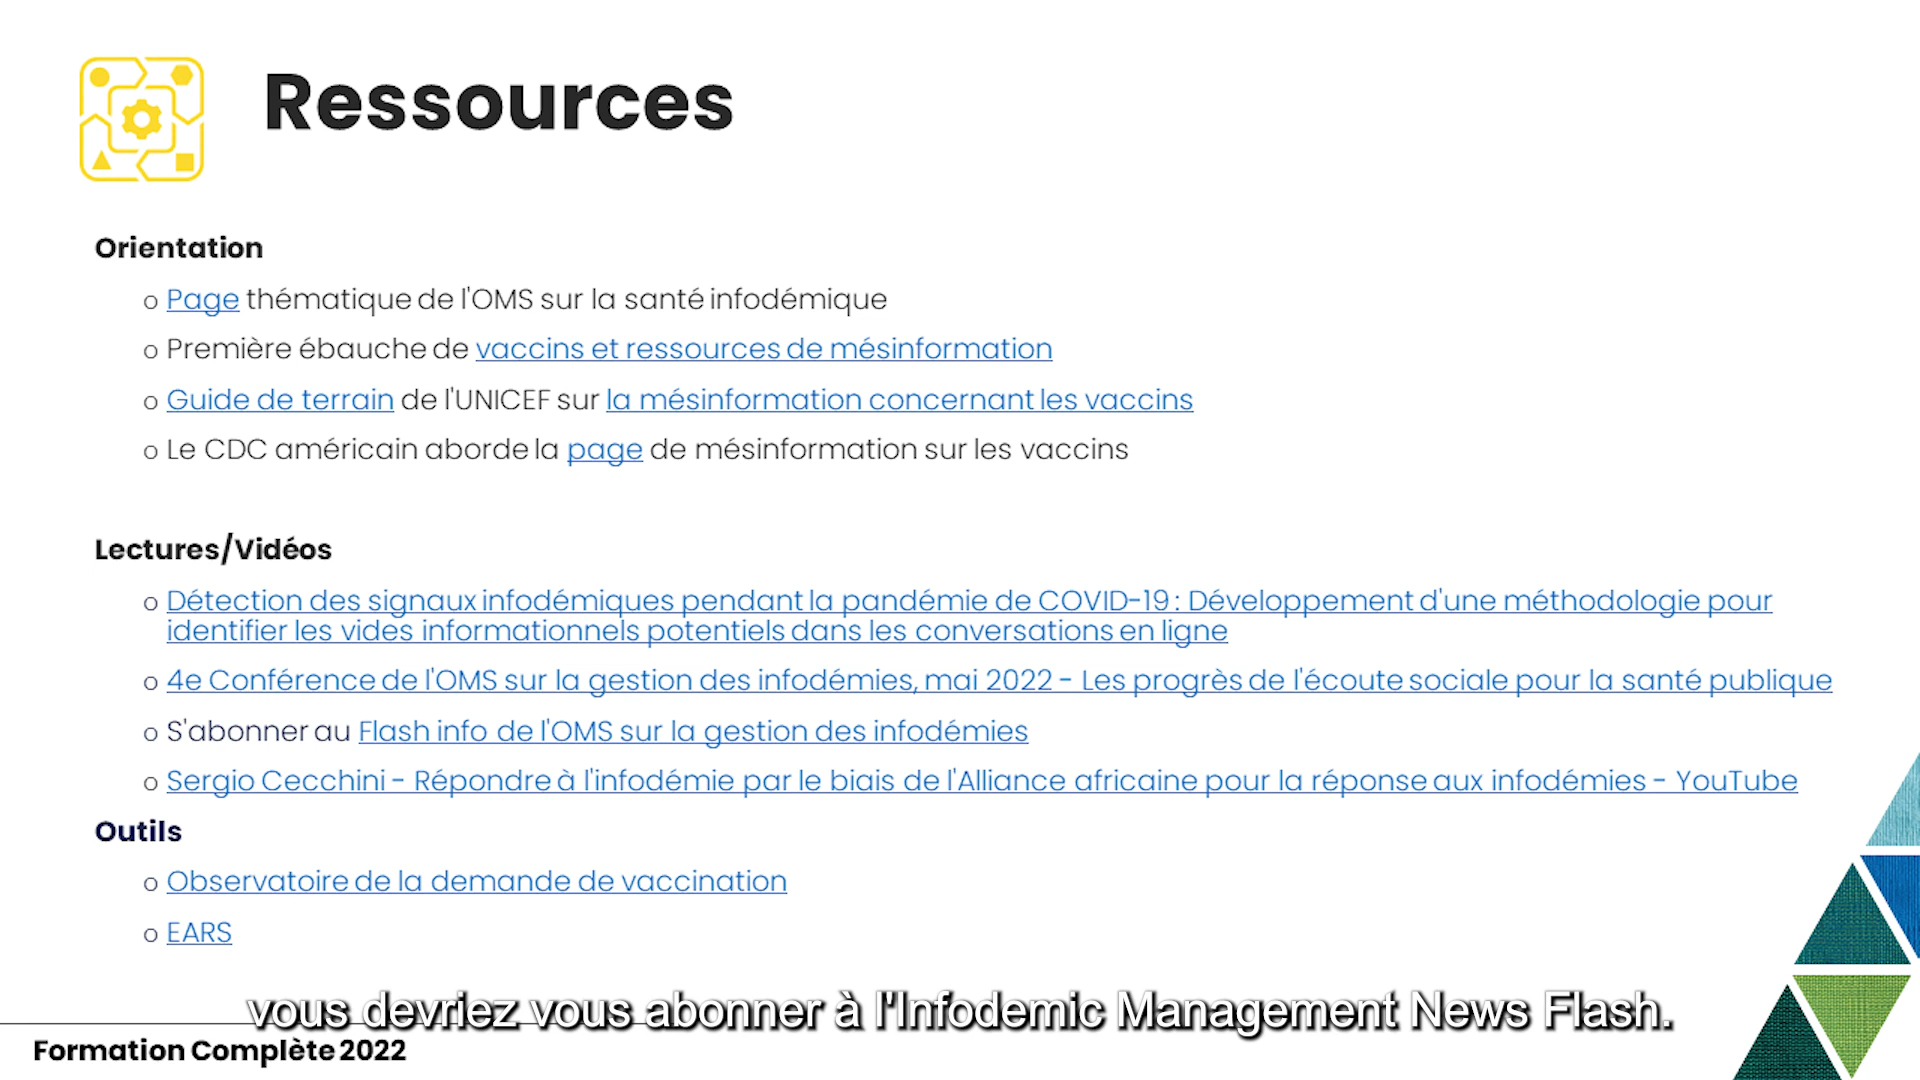 Ressources
Orientation
o Page thématique de l'OMS sur la santé infodémique
o Première ébauche de vaccins et ressources de mésinformation
o Guide de terrain de l'UNICEF sur la mésinformation concernant les vaccins
o Le CDC américain aborde la page de mésinformation sur les vaccins
Lectures/Vidéos
o Détection des signaux infodémiques pendant la pandémie de COVID-19 : Développement d'une méthodologie pour
identifier les vides informationnels potentiels dans les conversations en ligne
o 4e Conférence de l'OMS sur la gestion des infodémies, mai 2022 - Les progrès de l'écoute sociale pour la santé publique
o S'abonner au Flash info de l'OMS sur la gestion des infodémies
o Sergio Cecchini - Répondre à l'infodémie par le biais de l'Alliance africaine pour la réponse aux infodémies - YouTube
Outils
o Observatoire de la demande de vaccination
o EARS
vous devriez vous abonner à l'Infodemic Management News Flash.
Formation Complète 2022